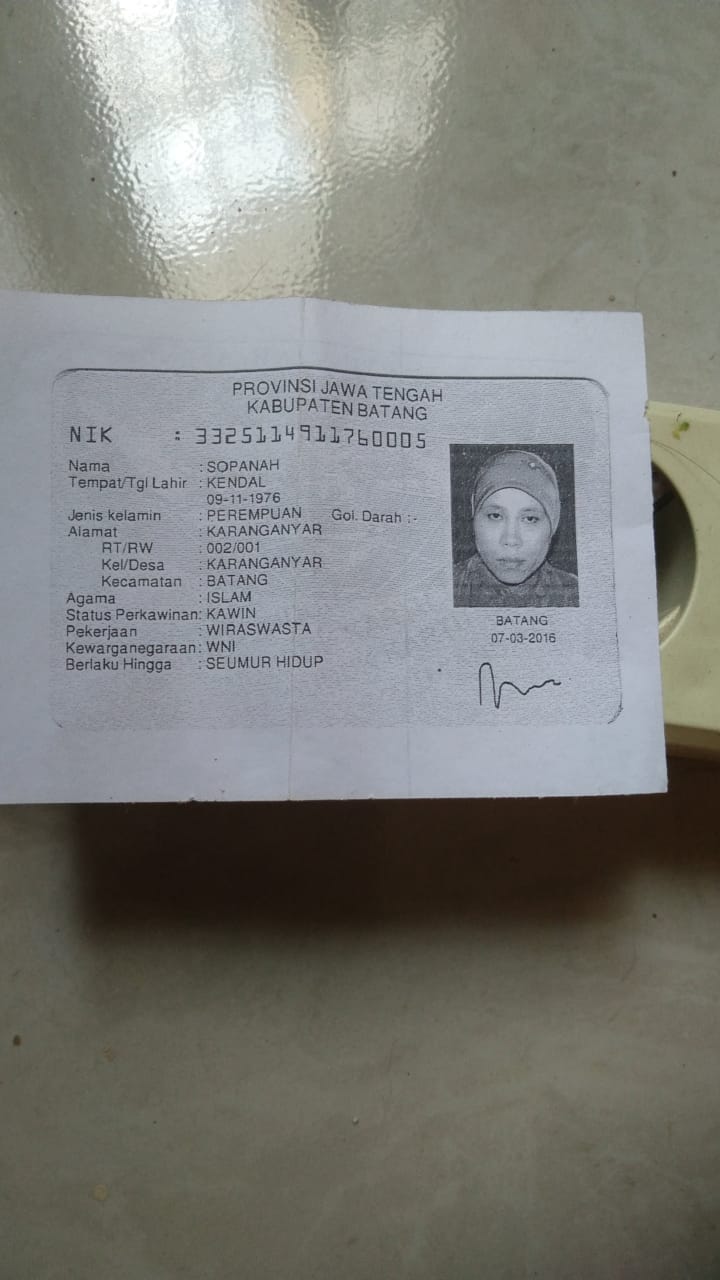 PROVINSI JAWA TENGAH
KABUPATEN BATANG
NIK : 3325114911760005
Nama : SOPANAH
Tempat/Tgl Lahir : KENDAL
09-11-1976
Jenis kelamin : PEREMPUAN Gol. Darah :-
Alamat : KARANGANYAR
RT/RW : 002/001
Kel/Desa : KARANGANYAR
Kecamatan : BATANG
Agama : ISLAM
Status Perkawinan: KAWIN
Pekerjaan : WIRASWASTA
Kewarganegaraan: WNI
Berlaku Hingga : SEUMUR HIDUP
BATANG
07-03-2016